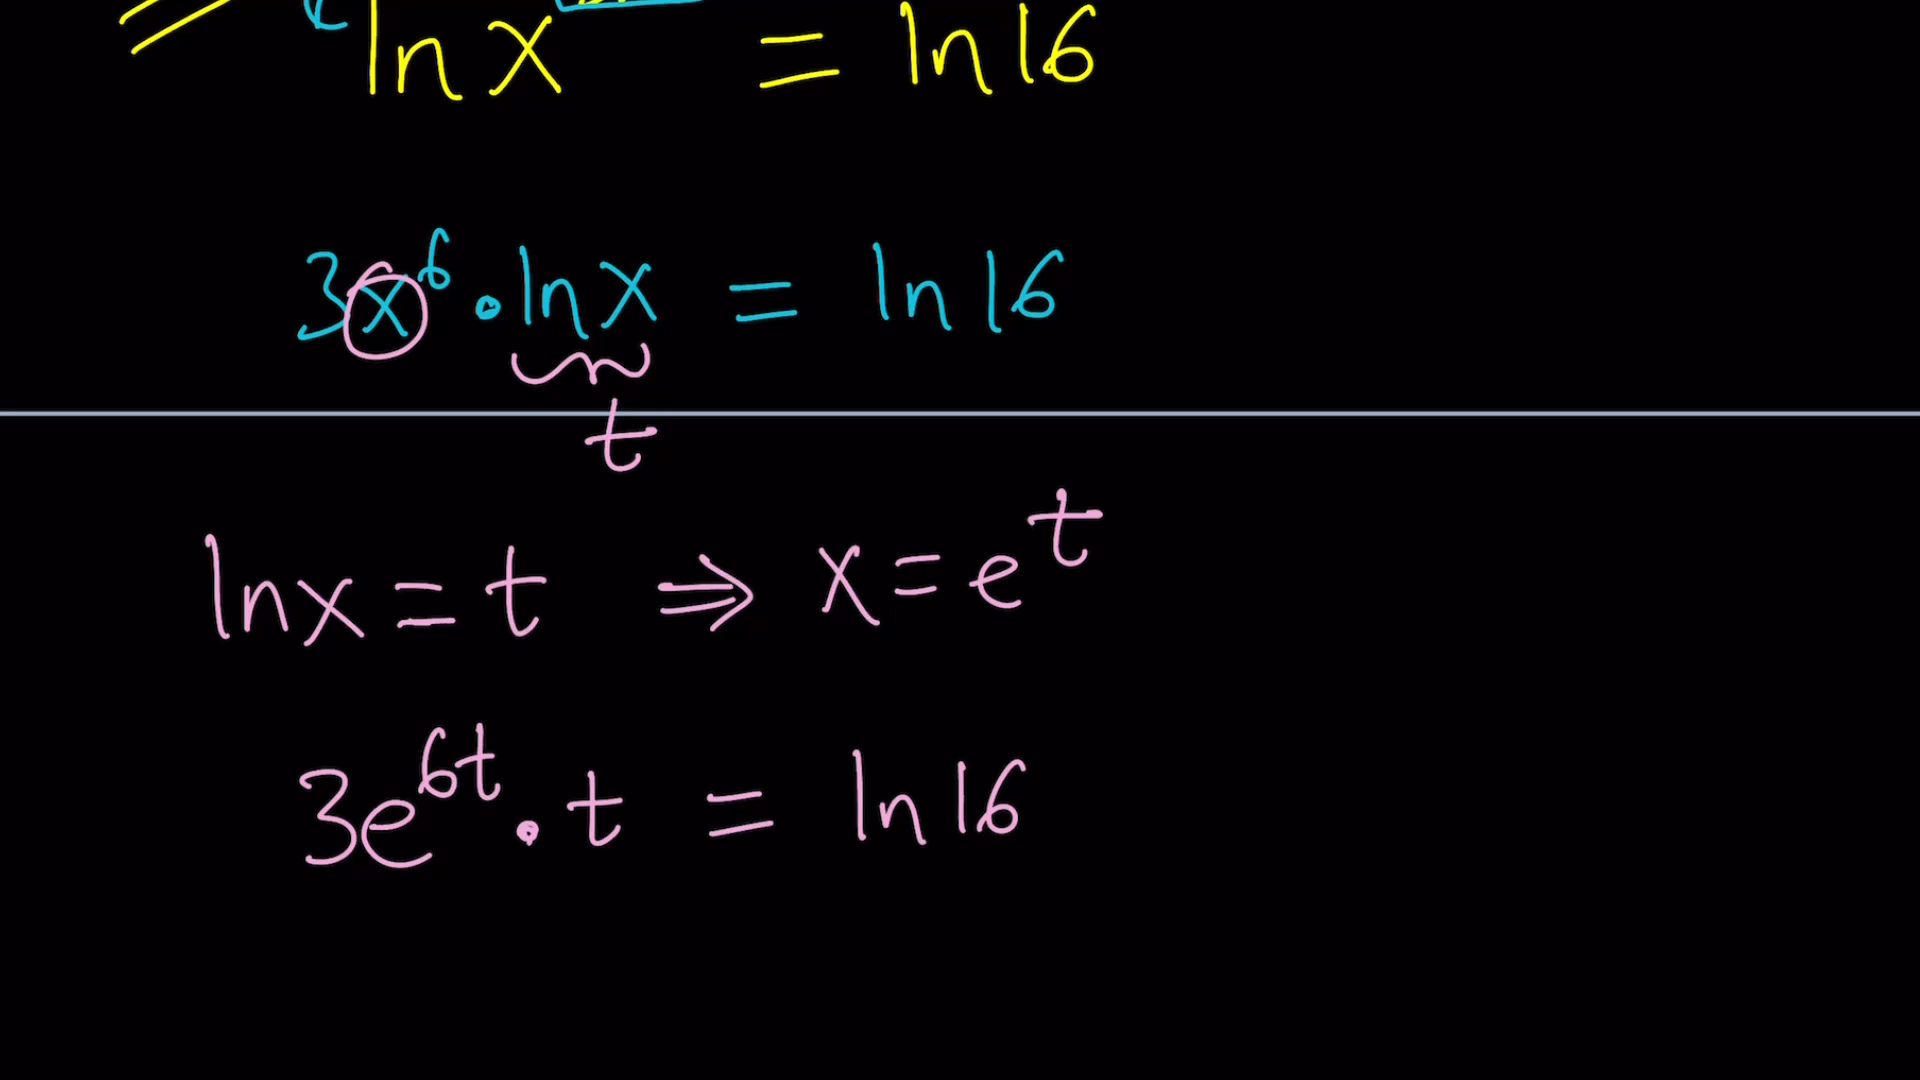 ln x = ln 16
3x⁶ · ln x = ln 16
t
ln x = t ⇒ x = eᵗ
3e⁶ᵗ · t = ln 16